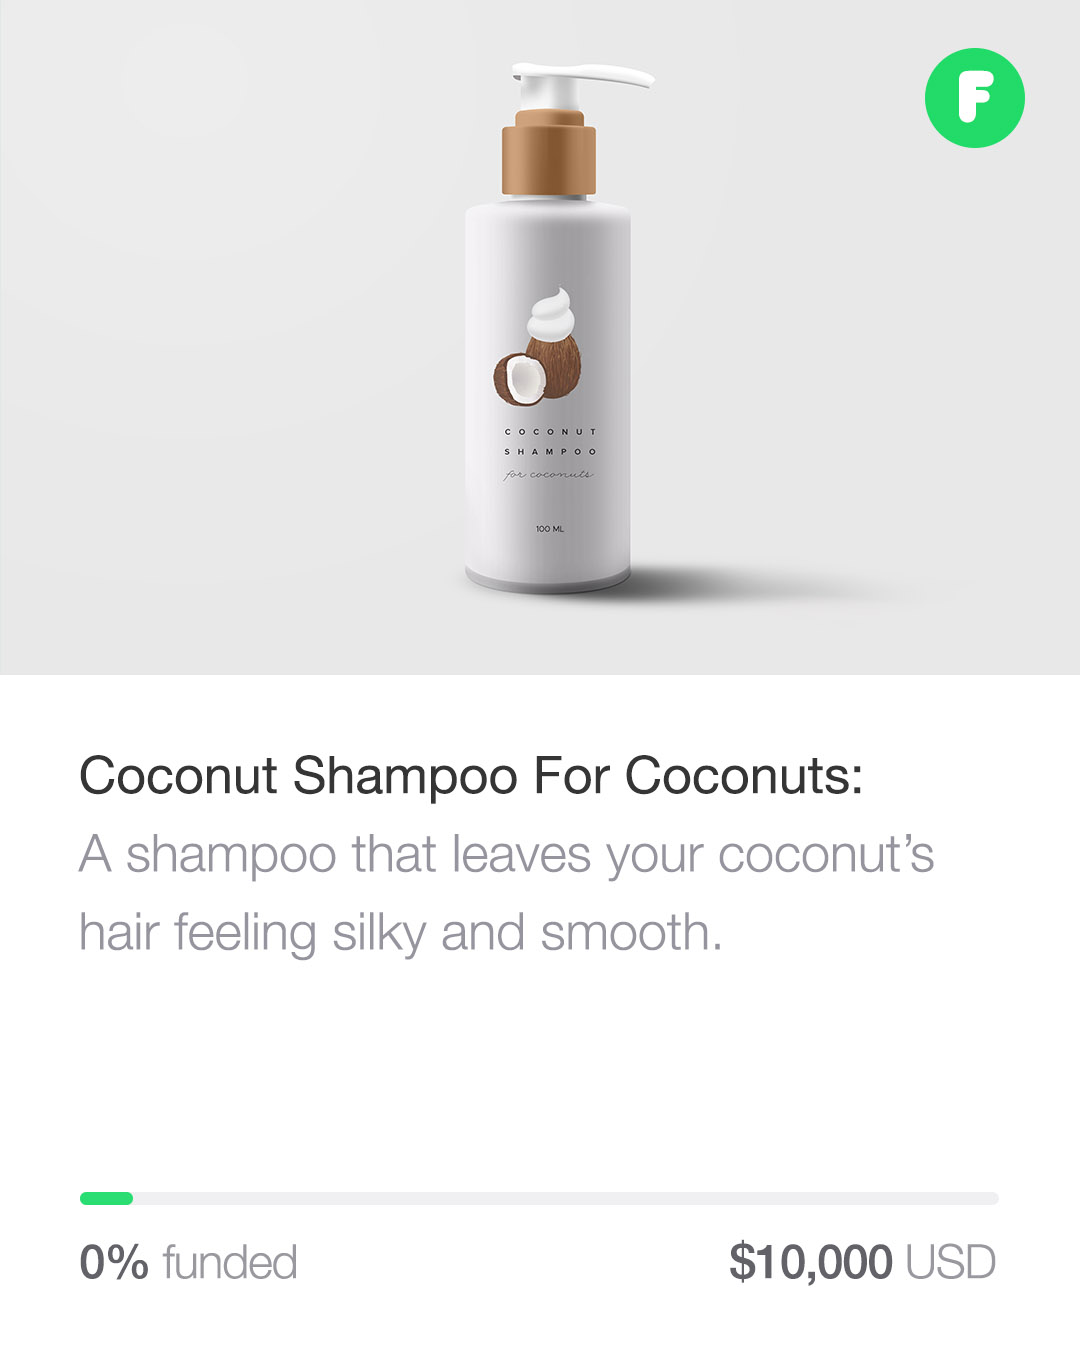 F
COCONUT
SHAMPOO
for coconuts
100 ML
Coconut Shampoo For Coconuts:
A shampoo that leaves your coconut’s
hair feeling silky and smooth.
0% funded
$10,000 USD